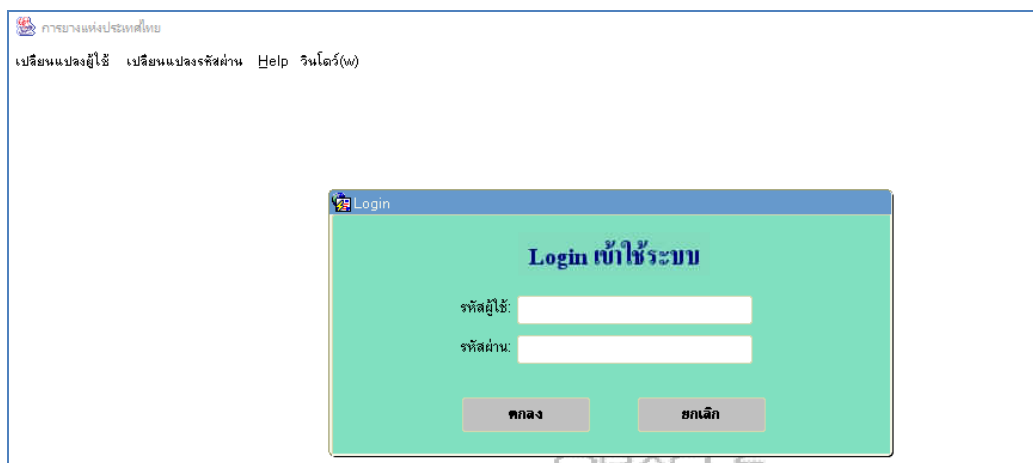 การยางแห่งประเทศไทย
เปลี่ยนแปลงผู้ใช้ เปลี่ยนแปลงรหัสผ่าน Help วินโดว์(w)
Login
Login เข้าใช้ระบบ
รหัสผู้ใช้:
รหัสผ่าน:
ตกลง ยกเลิก